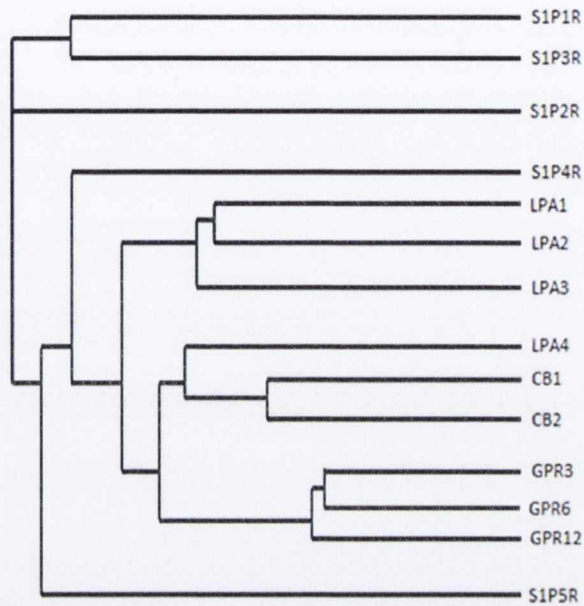 S1P1R
S1P3R
S1P2R
S1P4R
LPA1
LPA2
LPA3
LPA4
CB1
CB2
GPR3
GPR6
GPR12
S1P5R